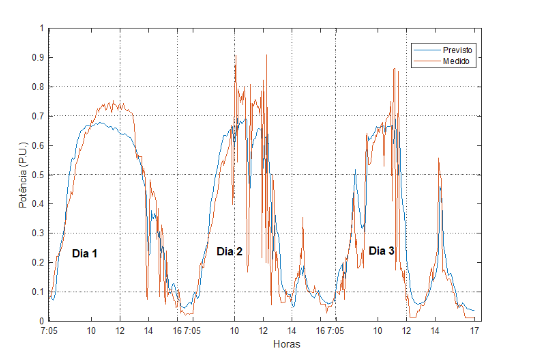 1
0.9
0.8
0.7
0.6
0.5
0.4
0.3
0.2
0.1
0
Potência (P.U.)
Previsto
Medido
Dia 1
Dia 2
Dia 3
7:05 10 12 14 16 7:05 10 12 14 16 7:05 10 12 14 17
Horas